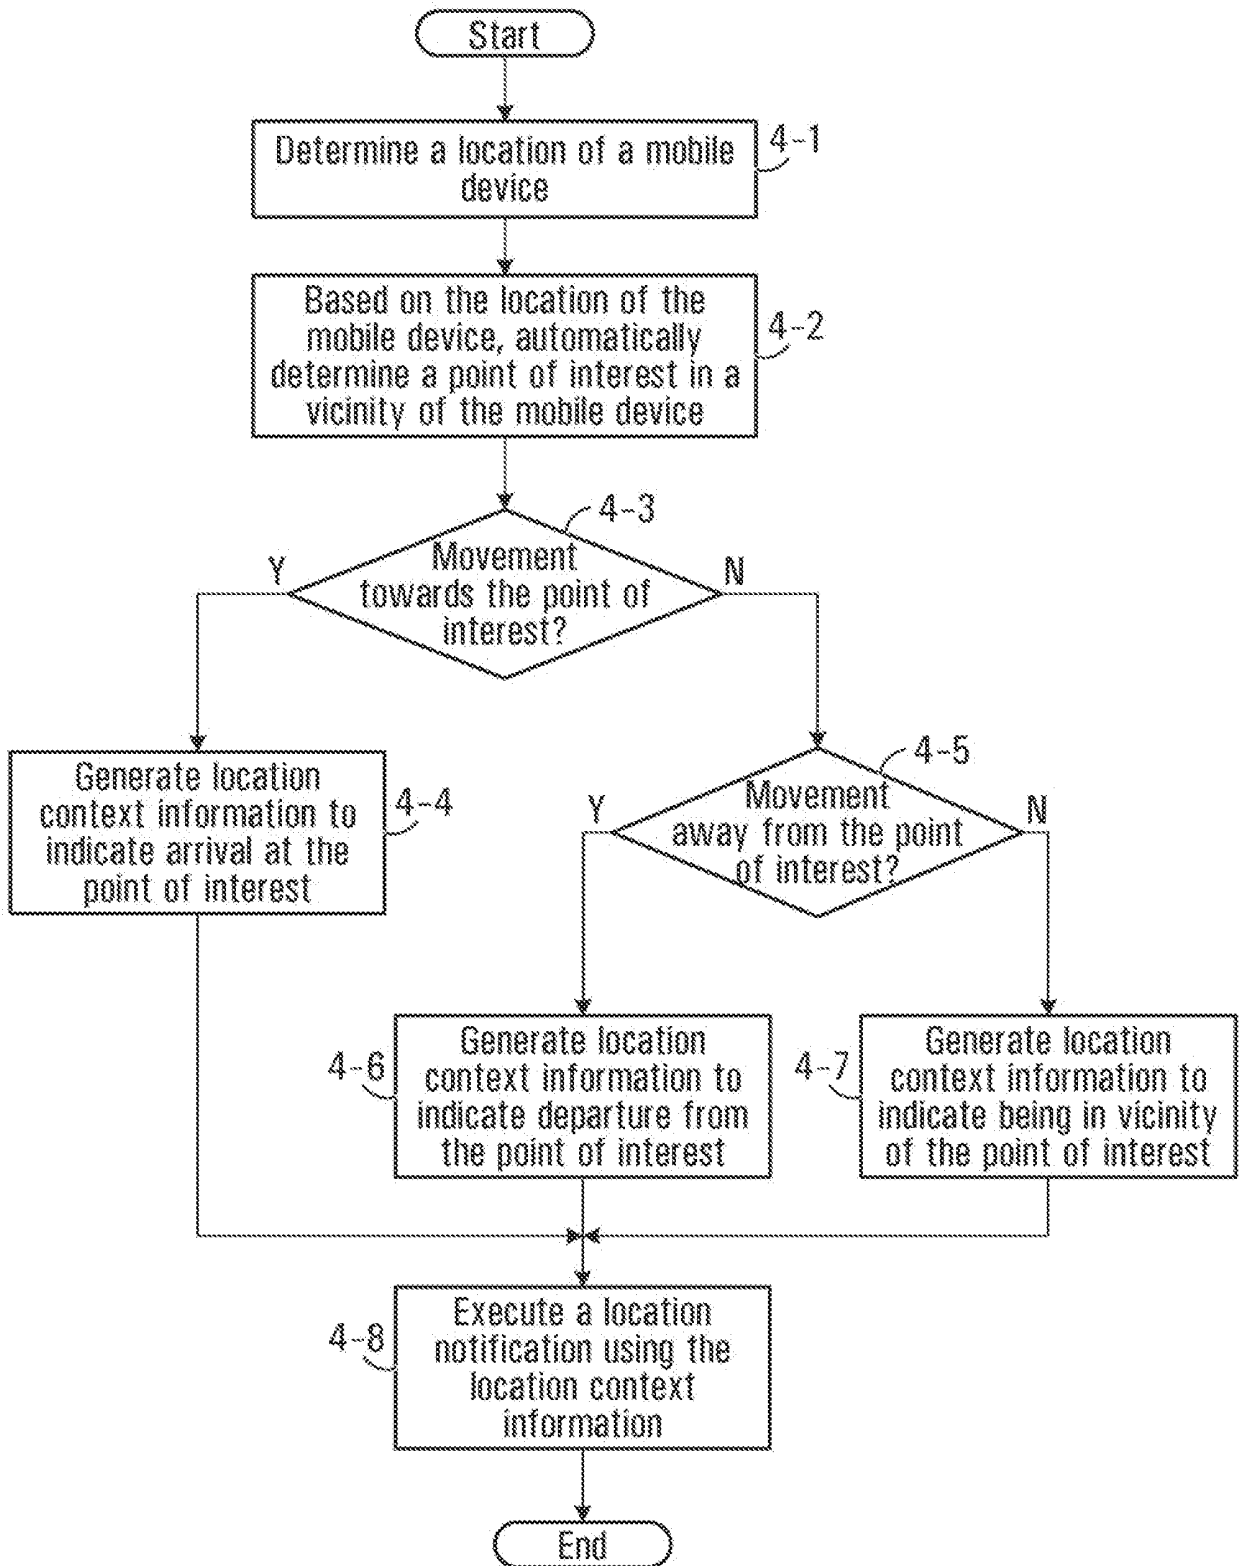 Start
Determine a location of a mobile
device
4-1
Based on the location of the
mobile device, automatically
determine a point of interest in a
vicinity of the mobile device
4-2
4-3
Movement
towards the point of
interest?
Y
N
Generate location
context information to
indicate arrival at the
point of interest
4-4
4-5
Movement
away from the point
of interest?
Y
N
4-6
Generate location
context information to
indicate departure from
the point of interest
4-7
Generate location
context information to
indicate being in vicinity
of the point of interest
4-8
Execute a location
notification using the
location context
information
End